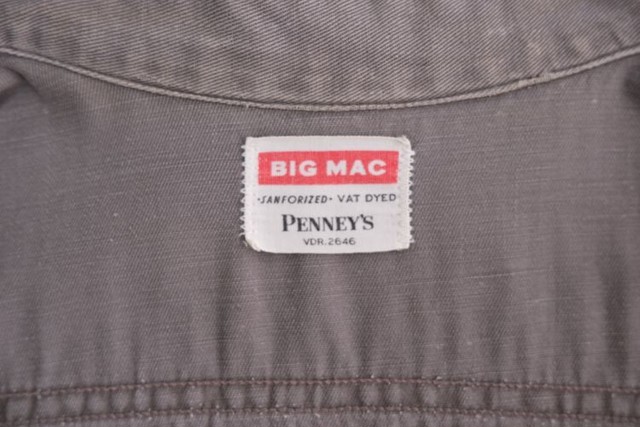 BIG MAC
·SANFORIZED· VAT DYED
PENNEY'S
VDR. 2646